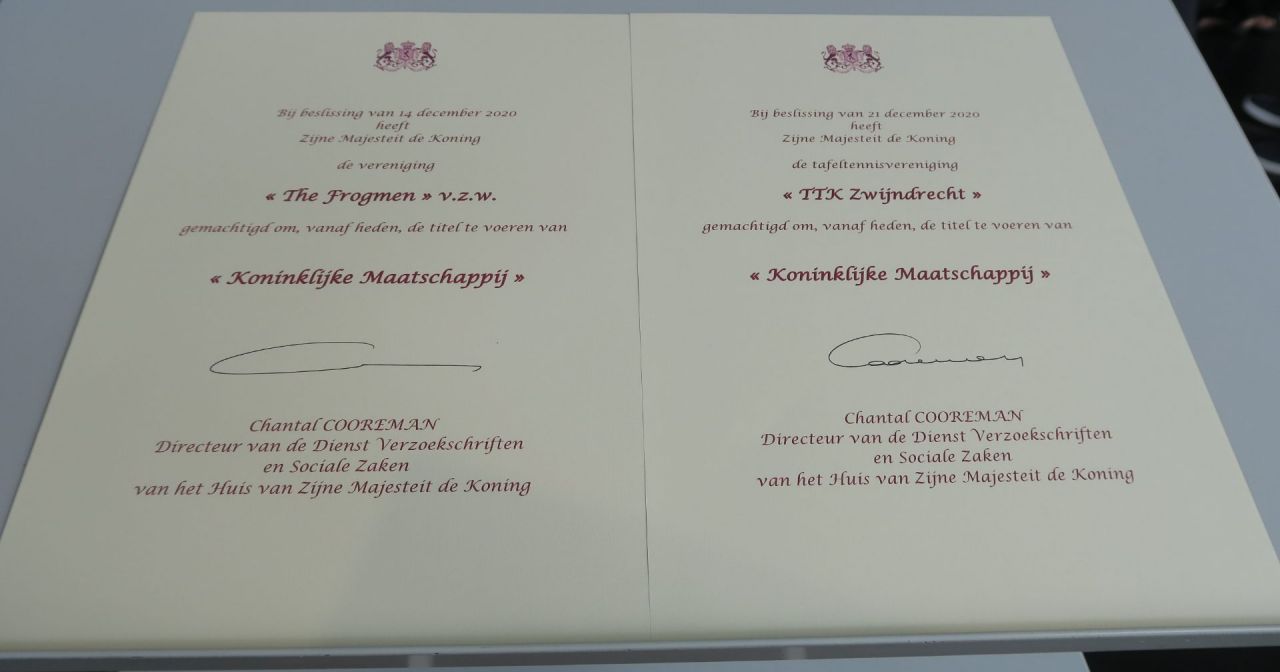 Bij beslissing van 14 december 2020
heeft
Zijne Majesteit de Koning
de vereniging
« The Frogmen » v.z.w.
gemachtigd om, vanaf heden, de titel te voeren van
« Koninklijke Maatschappij »
Chantal COOREMAN
Directeur van de Dienst Verzoekschriften
en Sociale Zaken
van het Huis van Zijne Majesteit de Koning
Bij beslissing van 21 december 2020
heeft
Zijne Majesteit de Koning
de tafeltennisvereniging
« TTK Zwijndrecht »
gemachtigd om, vanaf heden, de titel te voeren van
« Koninklijke Maatschappij »
Cooreman
Chantal COOREMAN
Directeur van de Dienst Verzoekschriften
en Sociale Zaken
van het Huis van Zijne Majesteit de Koning